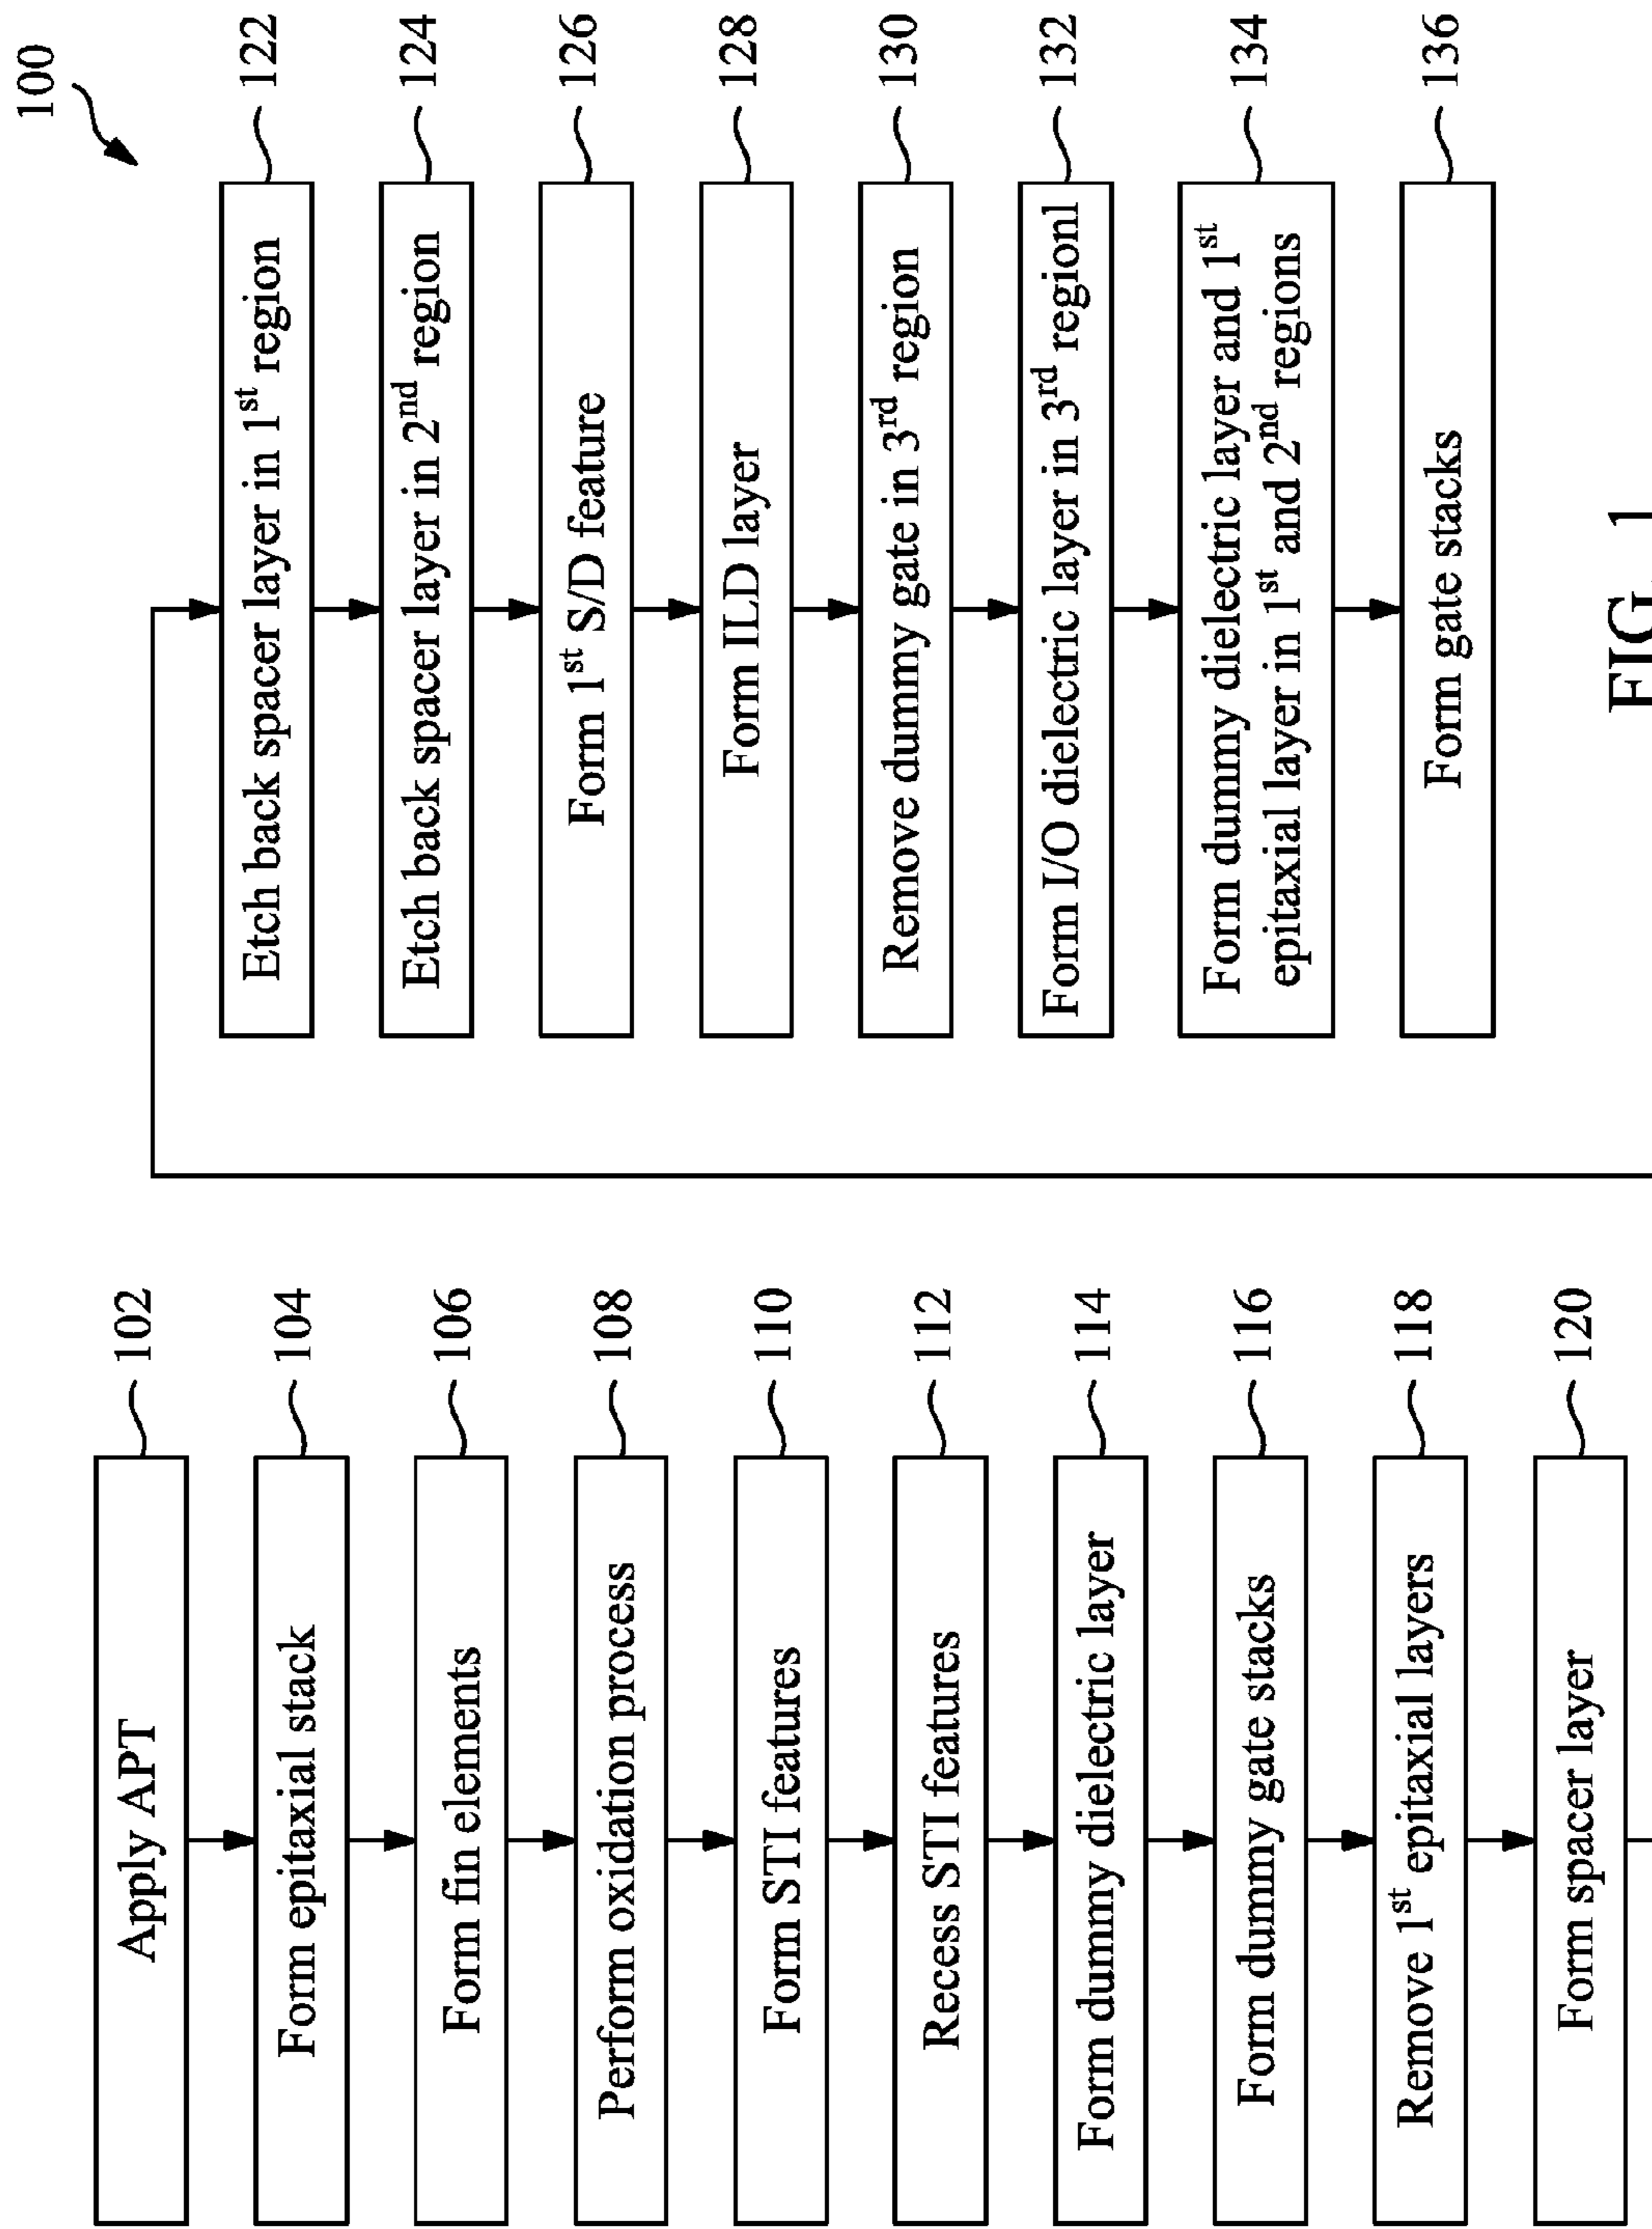 100
Apply APT
102
Form epitaxial stack
104
Form fin elements
106
Perform oxidation process
108
Form STI features
110
Recess STI features
112
Form dummy dielectric layer
114
Form dummy gate stacks
116
Remove 1st epitaxial layers
118
Form spacer layer
120
Etch back spacer layer in 1st region
122
Etch back spacer layer in 2nd region
124
Form 1st S/D feature
126
Form ILD layer
128
Remove dummy gate in 3rd region
130
Form I/O dielectric layer in 3rd regionl
132
Form dummy dielectric layer and 1st
epitaxial layer in 1st and 2nd regions
134
Form gate stacks
136
FIG. 1